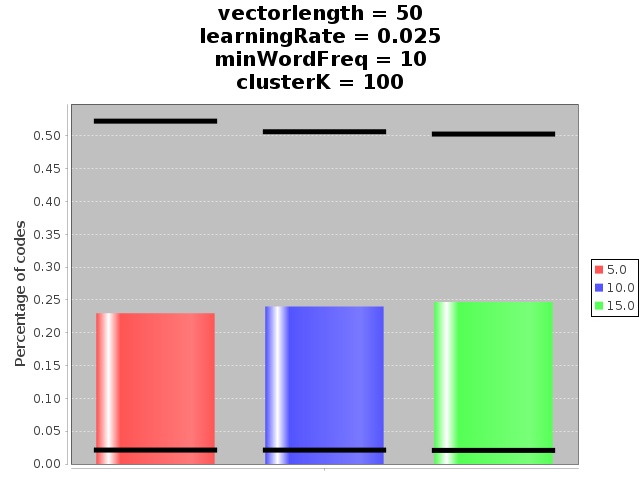 vectorlength = 50
learningRate = 0.025
minWordFreq = 10
clusterK = 100
Percentage of codes
0.50
0.45
0.40
0.35
0.30
0.25
0.20
0.15
0.10
0.05
0.00
5.0
10.0
15.0